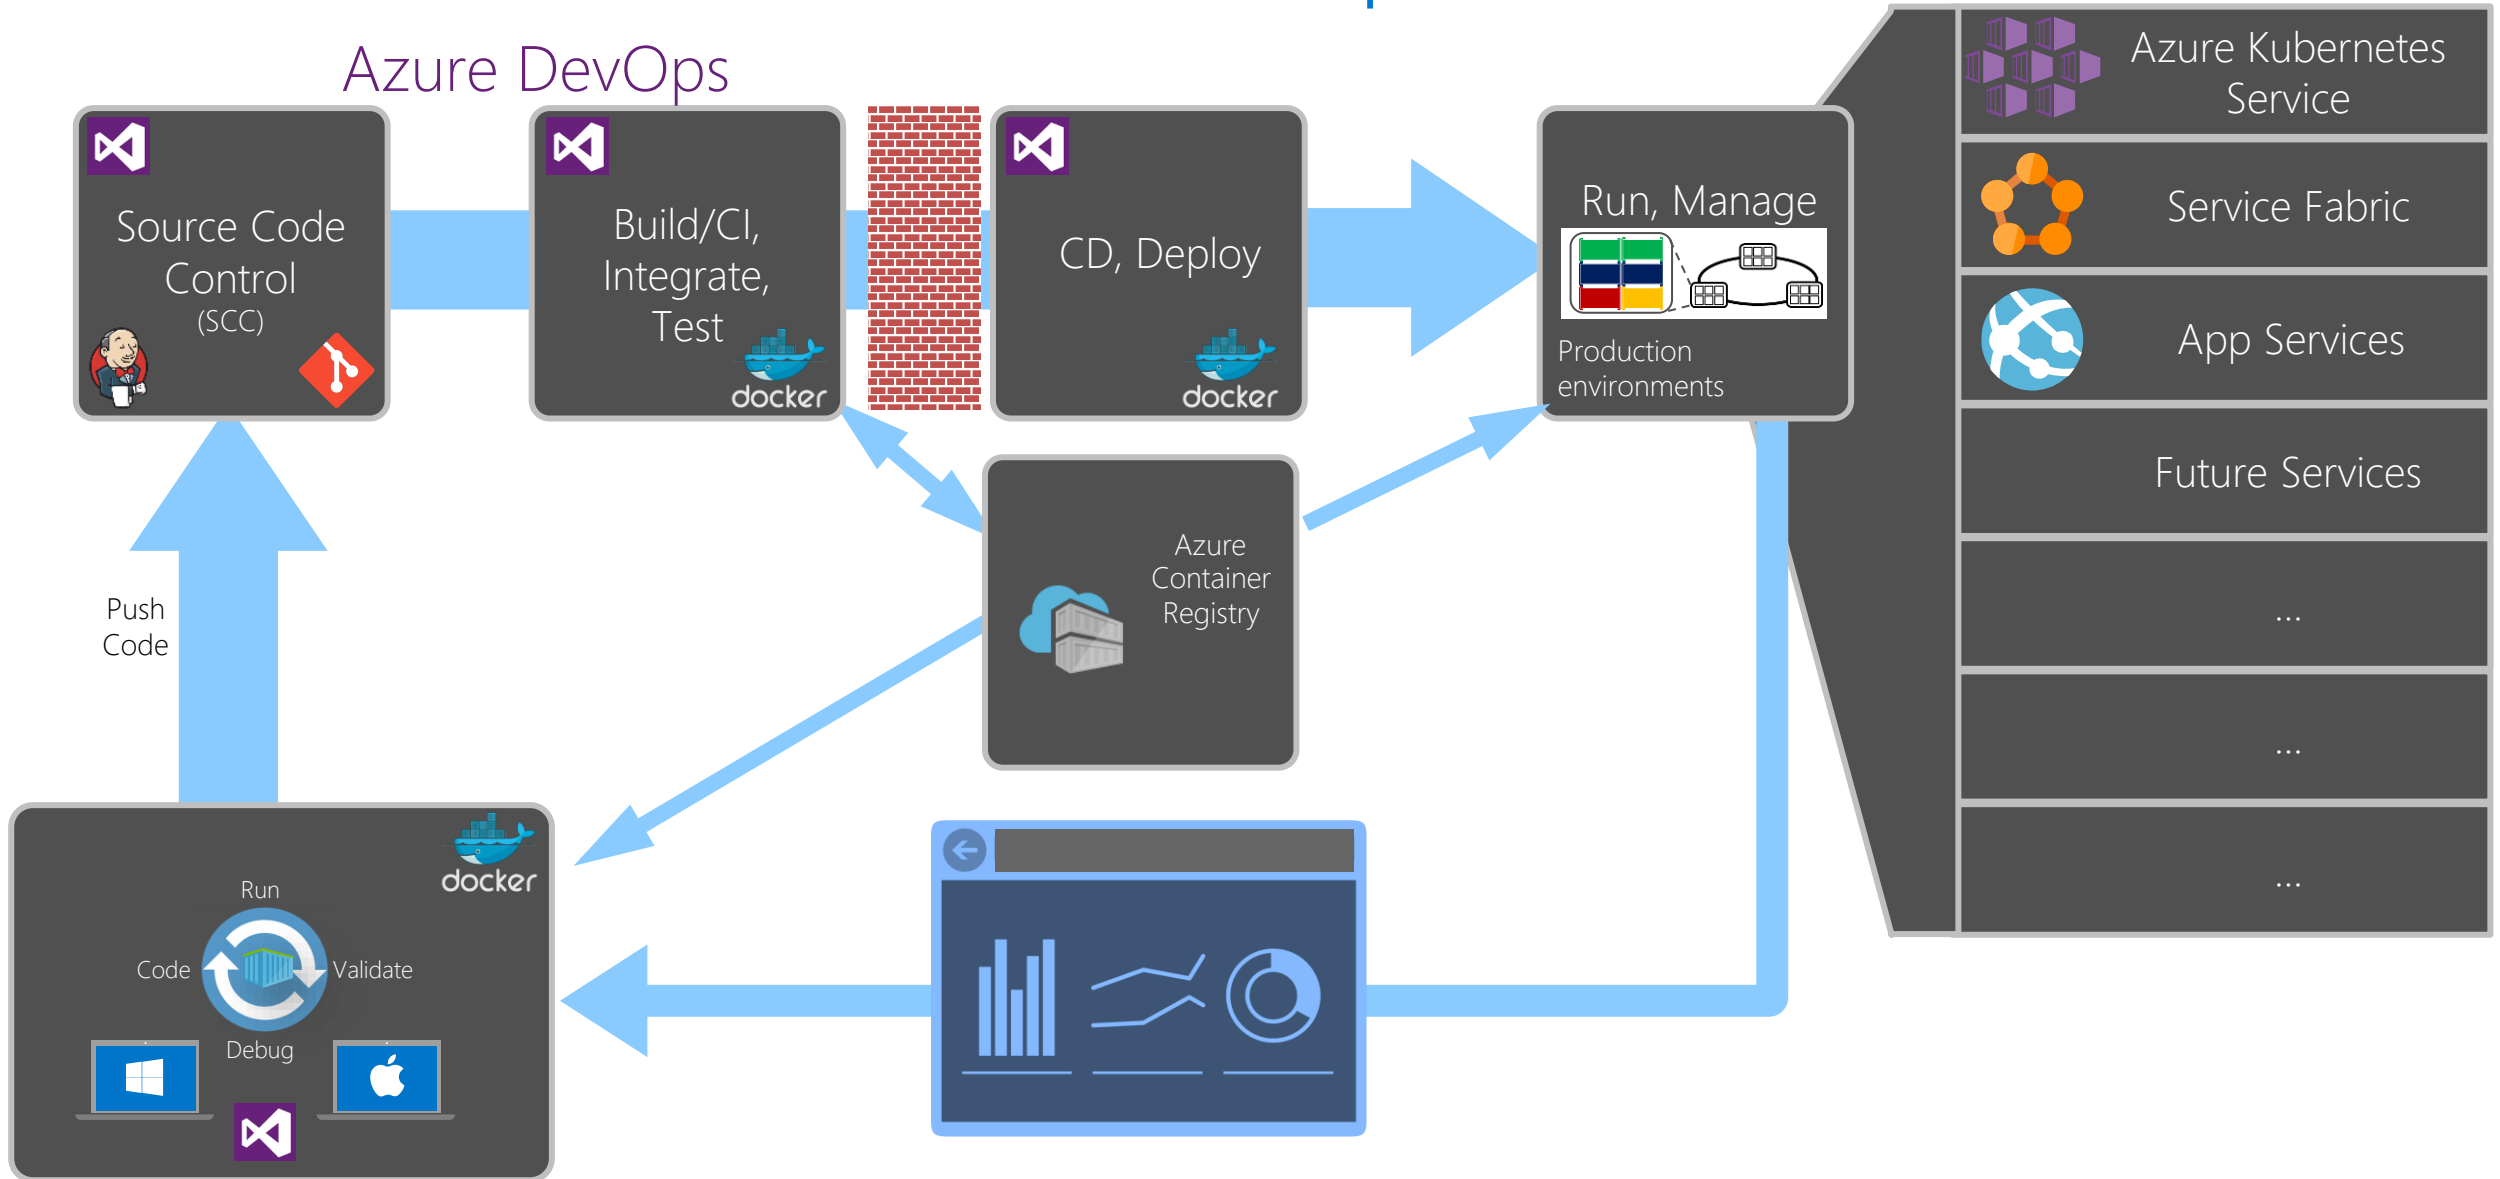 Azure DevOps
Source Code
Control
(SCC)
Build/CI,
Integrate,
Test
docker
CD, Deploy
docker
Run, Manage
Production
environments
Azure Kubernetes
Service
Service Fabric
App Services
Future Services
...
...
...
Azure
Container
Registry
Push
Code
docker
Run
Code
Validate
Debug